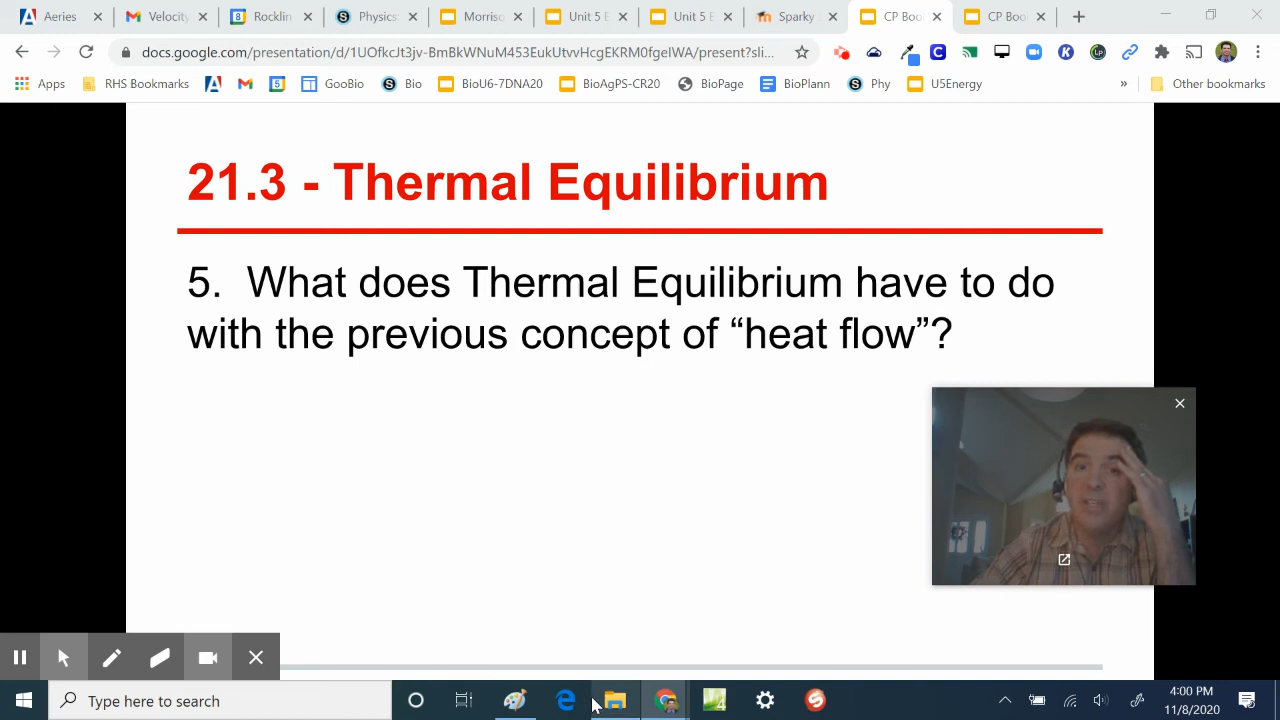 Aeries
Velocity
Rocklin
Physics:
Morriso
Unit 5 E
Unit 5 E
Sparky
CP Boo
CP Boo
docs.google.com/presentation/d/1UOfkcJt3jv-BmBkWNuM453EukUtvvHcgEKRM0fgeIWA/present?sli...
Apps
RHS Bookmarks
GooBio
Bio
BioU6-7DNA20
BioAgPS-CR20
BioPage
BioPlann
Phy
U5Energy
»
Other bookmarks
21.3 - Thermal Equilibrium
5. What does Thermal Equilibrium have to do
with the previous concept of “heat flow”?
Type here to search
4:00 PM
11/8/2020